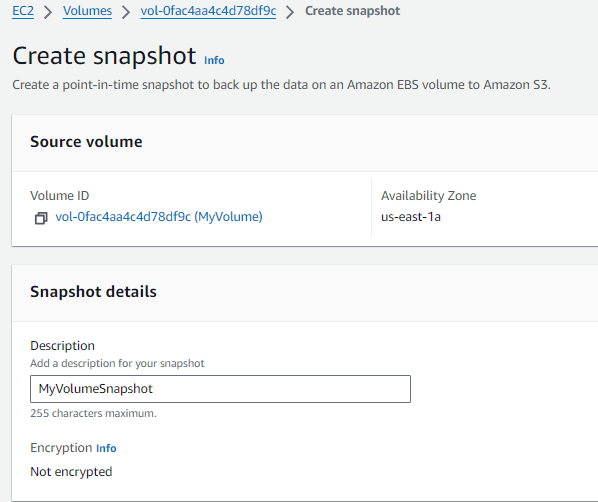 EC2 > Volumes > vol-0fac4aa4c4d78df9c > Create snapshot
Create snapshot Info
Create a point-in-time snapshot to back up the data on an Amazon EBS volume to Amazon S3.
Source volume
Volume ID
vol-0fac4aa4c4d78df9c (MyVolume)
Availability Zone
us-east-1a
Snapshot details
Description
Add a description for your snapshot
MyVolumeSnapshot
255 characters maximum.
Encryption Info
Not encrypted